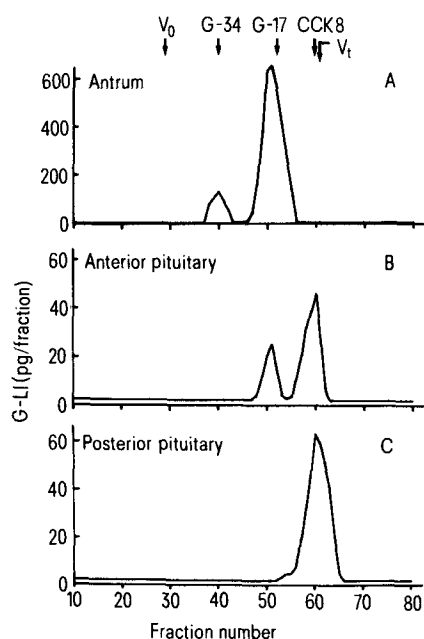 V₀ G-34 G-17 CCK8
Vₜ
Antrum A
600
400
200
0
Anterior pituitary B
60
40
20
0
Posterior pituitary C
60
40
20
0
G-LI (pg/fraction)
10 20 30 40 50 60 70 80
Fraction number